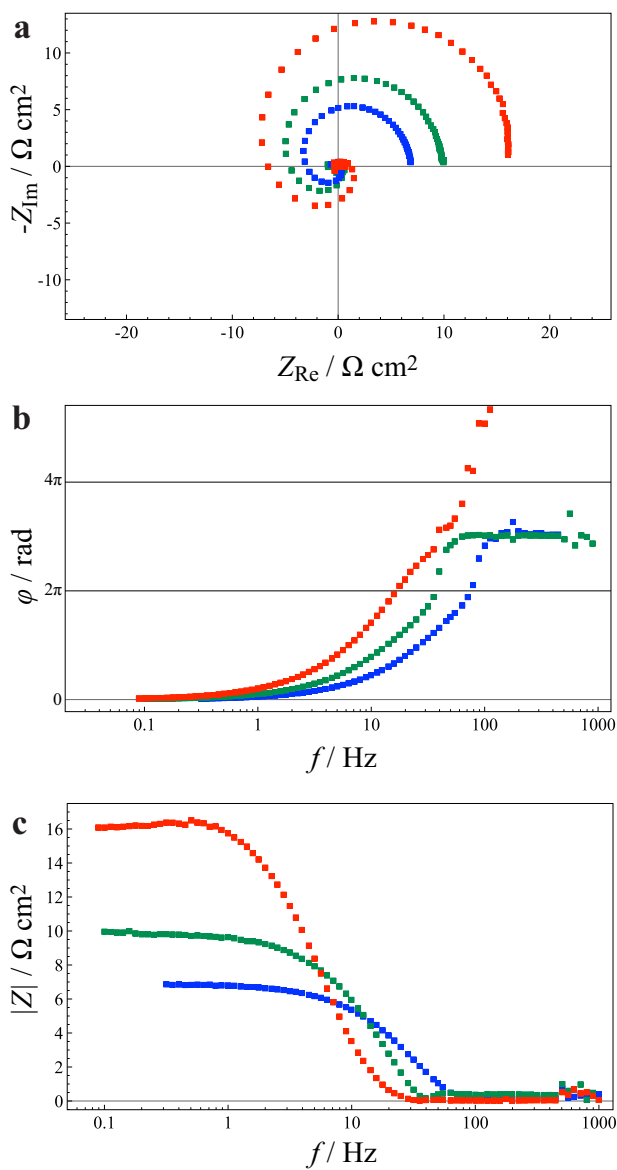 a
10
5
0
-5
-10
-Z_Im / Ω cm²
-20
-10
0
10
20
Z_Re / Ω cm²
b
4π
2π
0
φ / rad
0.1
1
10
100
1000
f / Hz
c
16
14
12
10
8
6
4
2
0
|Z| / Ω cm²
0.1
1
10
100
1000
f / Hz